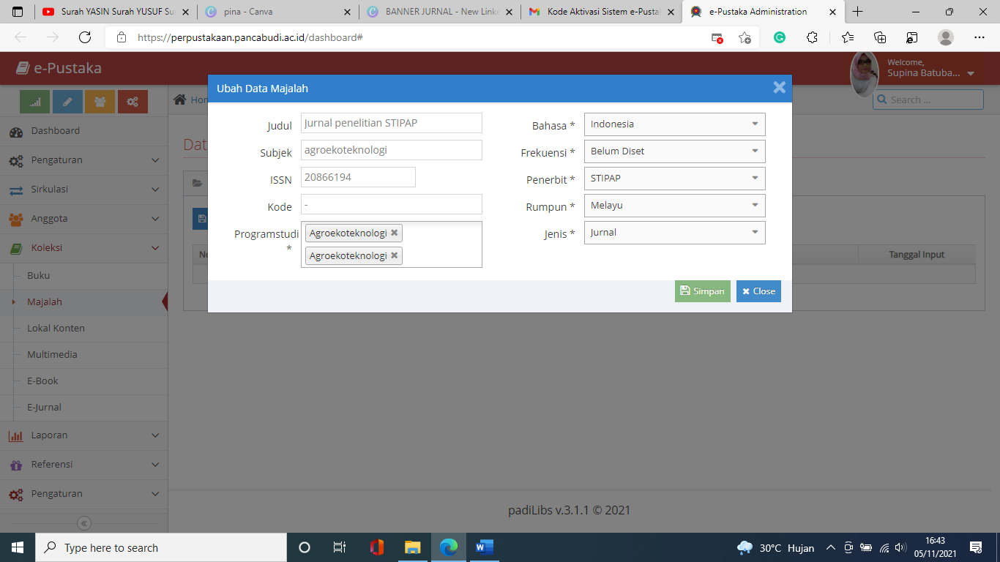 Surah YASIN Surah YUSUF Su
pina - Canva
BANNER JURNAL - New Linke
Kode Aktivasi Sistem e-Pustak
e-Pustaka Administration
https://perpustakaan.pancabudi.ac.id/dashboard#
e-Pustaka
Welcome,
Supina Batuba...
Search ...
Dashboard
Pengaturan
Sirkulasi
Anggota
Koleksi
Buku
Majalah
Lokal Konten
Multimedia
E-Book
E-Jurnal
Laporan
Referensi
Pengaturan
Hom
Dat
No
Tanggal Input
Ubah Data Majalah
Judul Jurnal penelitian STIPAP
Subjek agroekoteknologi
ISSN 20866194
Kode -
Programstudi * Agroekoteknologi
Agroekoteknologi
Bahasa * Indonesia
Frekuensi * Belum Diset
Penerbit * STIPAP
Rumpun * Melayu
Jenis * Jurnal
Simpan Close
padiLibs v.3.1.1 © 2021
Type here to search
30°C Hujan
16:43
05/11/2021